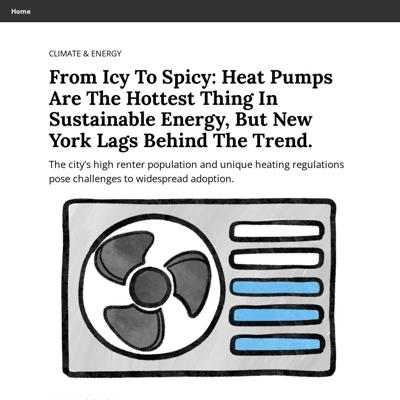 Home
CLIMATE & ENERGY
From Icy To Spicy: Heat Pumps
Are The Hottest Thing In
Sustainable Energy, But New
York Lags Behind The Trend.
The city’s high renter population and unique heating regulations
pose challenges to widespread adoption.